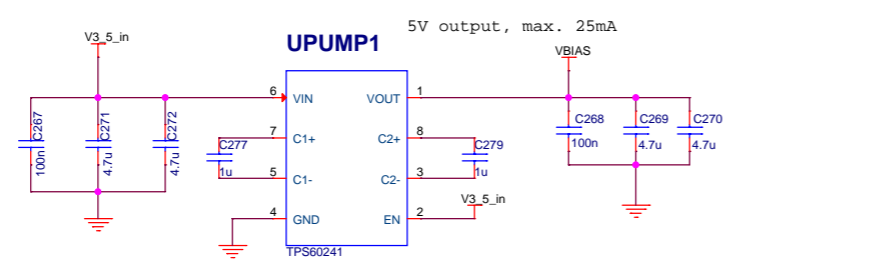 5V output, max. 25mA
V3_5_in
UPUMP1
VBIAS
6
VIN
VOUT
1
C267
100n
C271
4.7u
C272
4.7u
C277
1u
7
C1+
C2+
8
C279
1u
C268
100n
C269
4.7u
C270
4.7u
5
C1-
C2-
3
4
GND
EN
2
V3_5_in
TPS60241